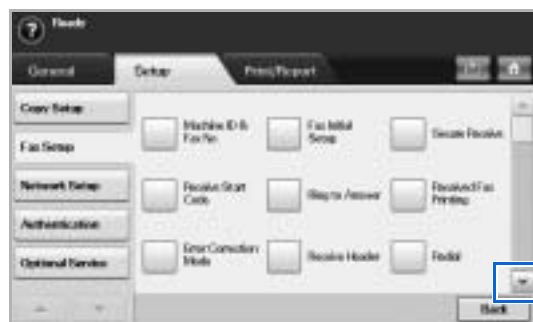 Ready
General
Setup
Print/Report
Copy Setup
Fax Setup
Network Setup
Authentication
Optional Service
Machine ID &
Fax No.
Fax Initial
Setup
Secure Receive
Receive Start
Code
Ring to Answer
Received Fax
Printing
Error Correction
Mode
Receive Header
Redial
Back